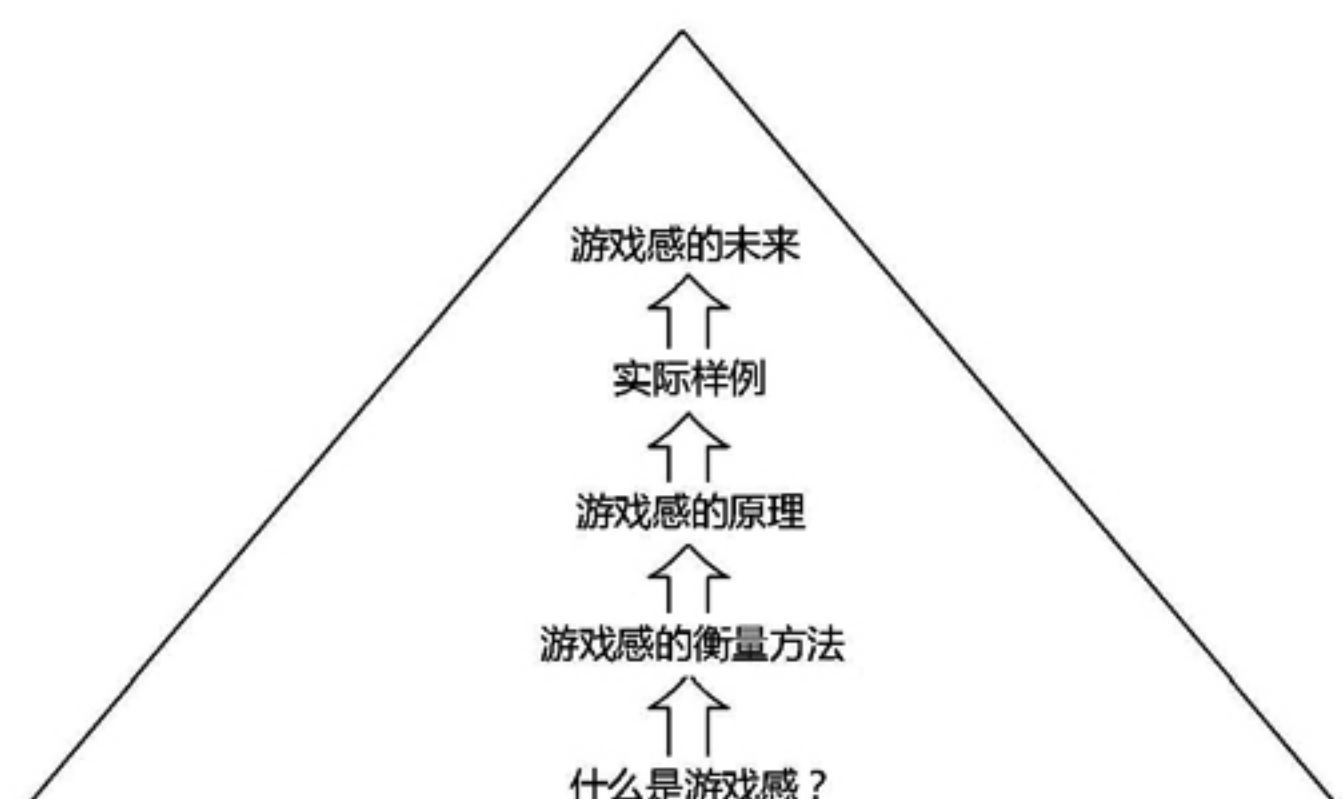 游戏感的未来
实际样例
游戏感的原理
游戏感的衡量方法
什么是游戏感？